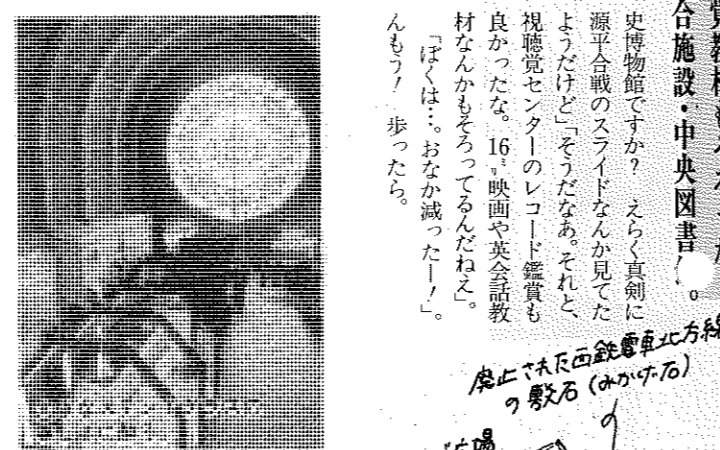 合施設・中央図書
史博物館ですか？　えらく真剣に
源平合戦のスライドなんか見てた
ようだけど」「そうだなあ。それと、
視聴覚センターのレコード鑑賞も
良かったな。16㍉映画や英会話教
材なんかもそろってるんだねえ」。
「ぼくは…。おなか減ったー！」。
んもう！　歩ったら。
廃止された西鉄電車北方線
の敷石（みかげ石）
広場